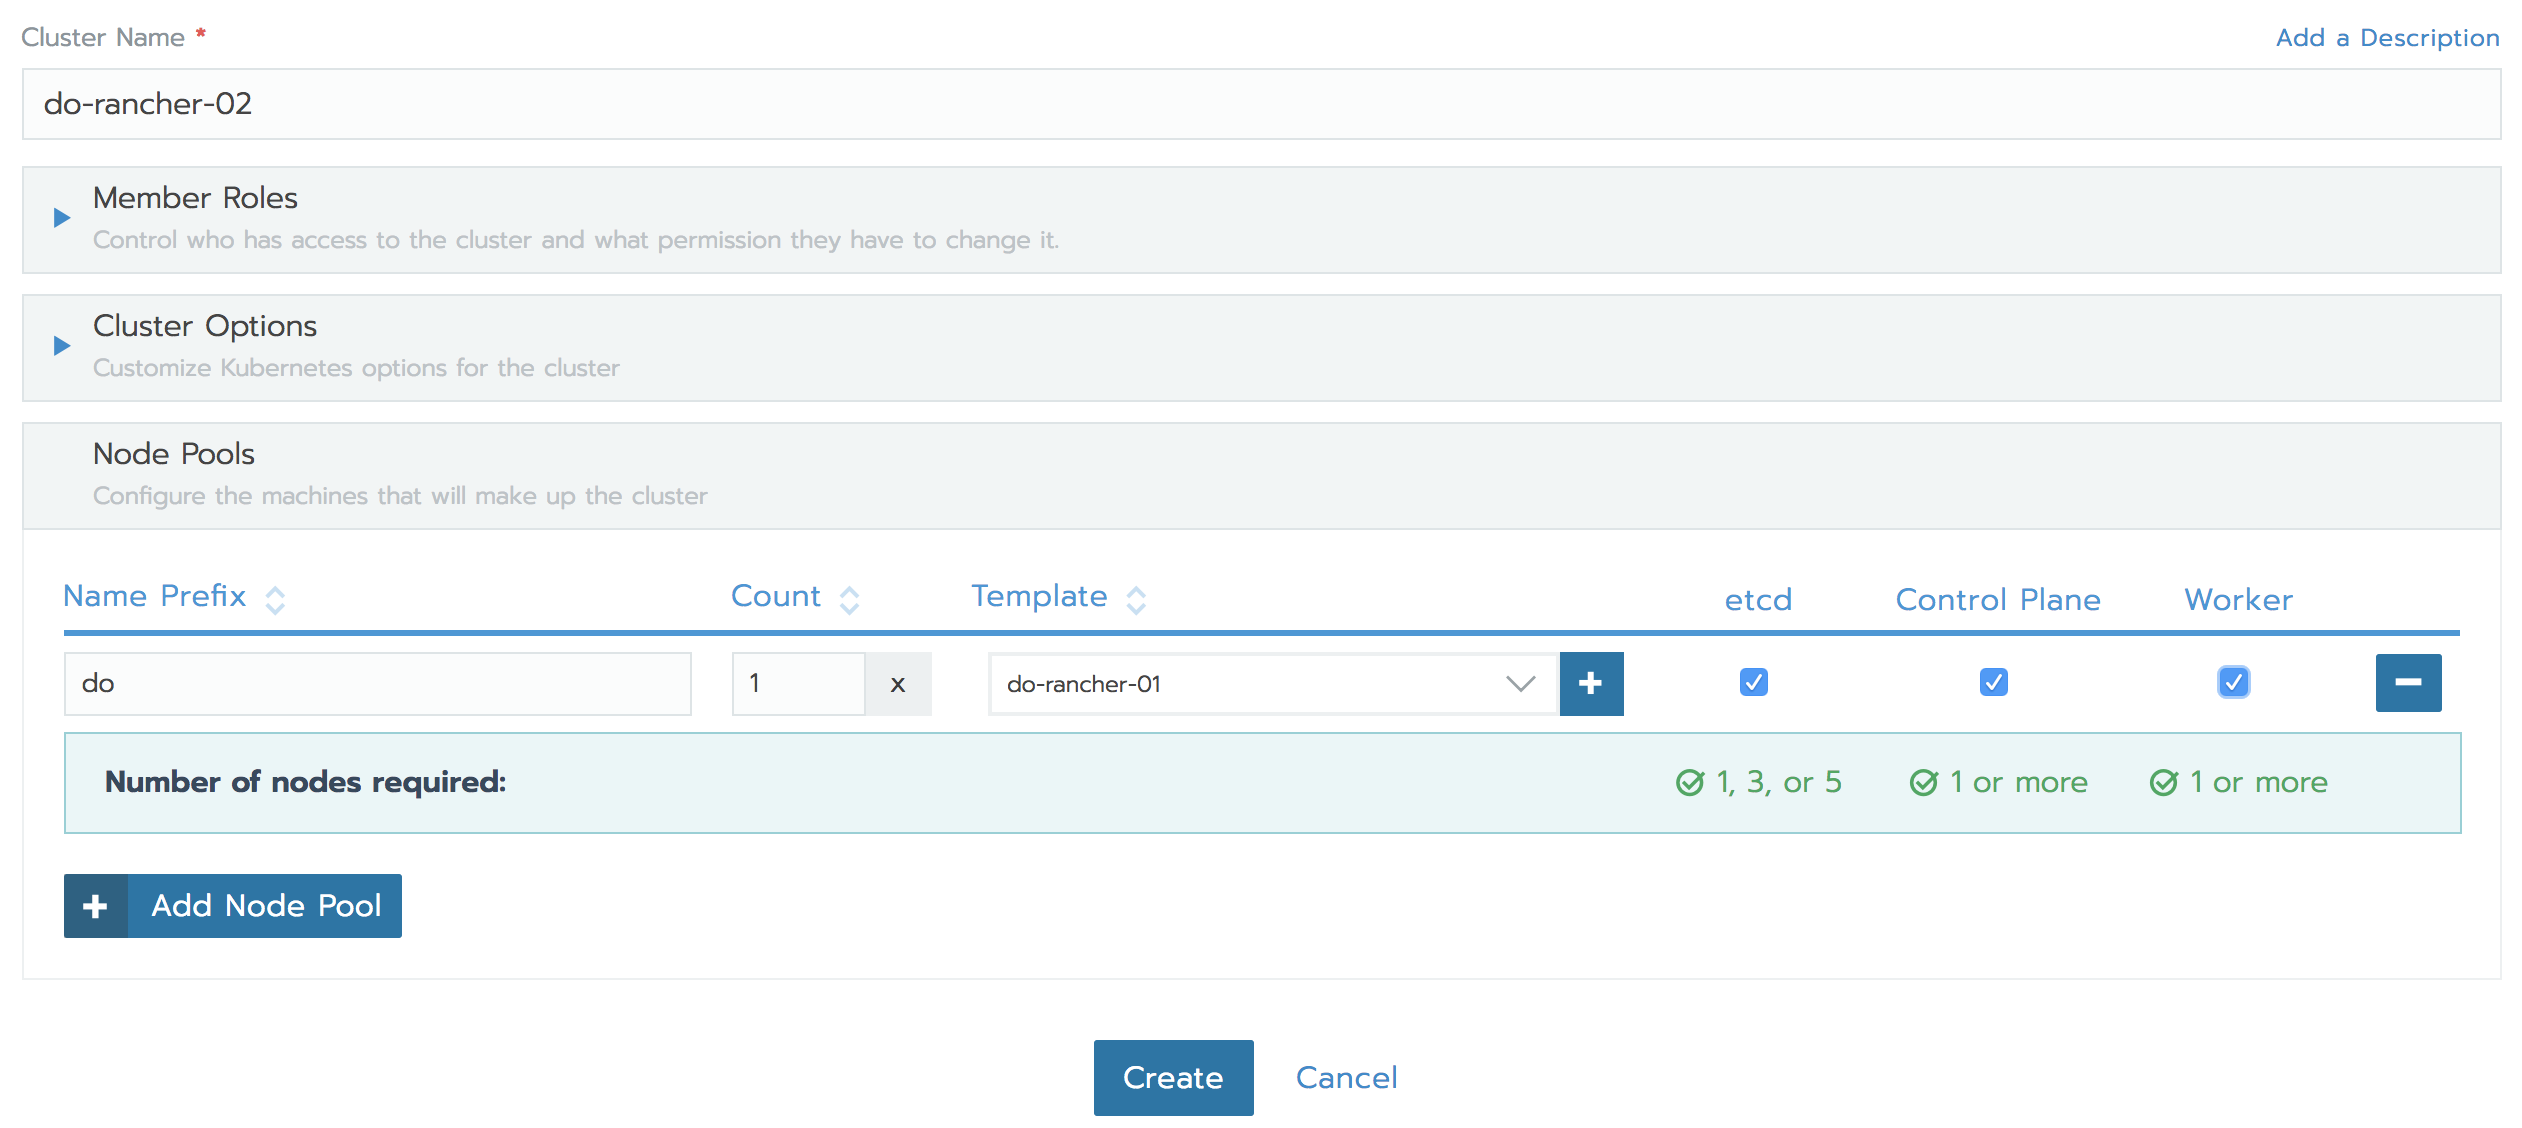 Cluster Name *
Add a Description
do-rancher-02
Member Roles
Control who has access to the cluster and what permission they have to change it.
Cluster Options
Customize Kubernetes options for the cluster
Node Pools
Configure the machines that will make up the cluster
Name Prefix Count Template etcd Control Plane Worker
do 1 x do-rancher-01
Number of nodes required: 1, 3, or 5 1 or more 1 or more
Add Node Pool
Create Cancel